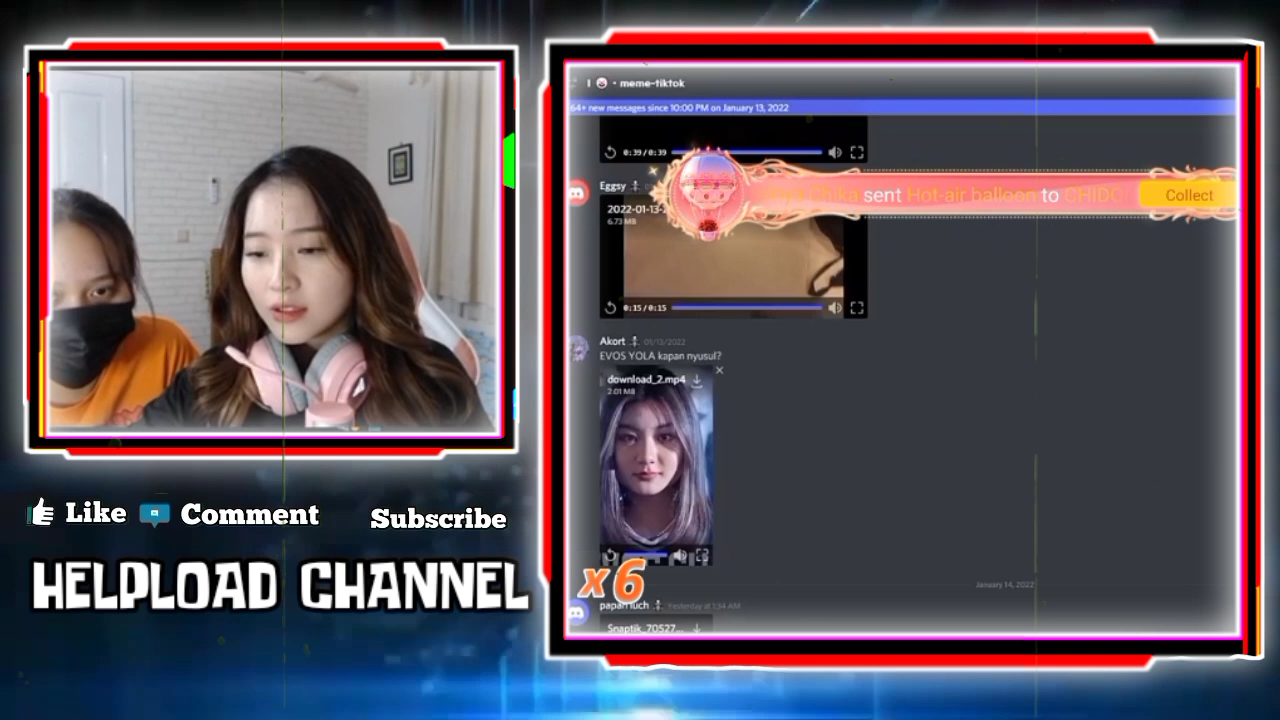 Like Comment Subscribe
HELPLOAD CHANNEL
meme-tiktok
64+ new messages since 10:00 PM on January 13, 2022
0:39/0:39
Eggsy
sent Hot-air balloon to
Collect
2022-01-13-
6.73 MB
0:15/0:15
Akort 01/13/2022
EVOS YOLA kapan nyusul?
download_2.mp4
2.01 MB
x6
January 14, 2022
Yesterday at 1:34 AM
Snaptik_70527...